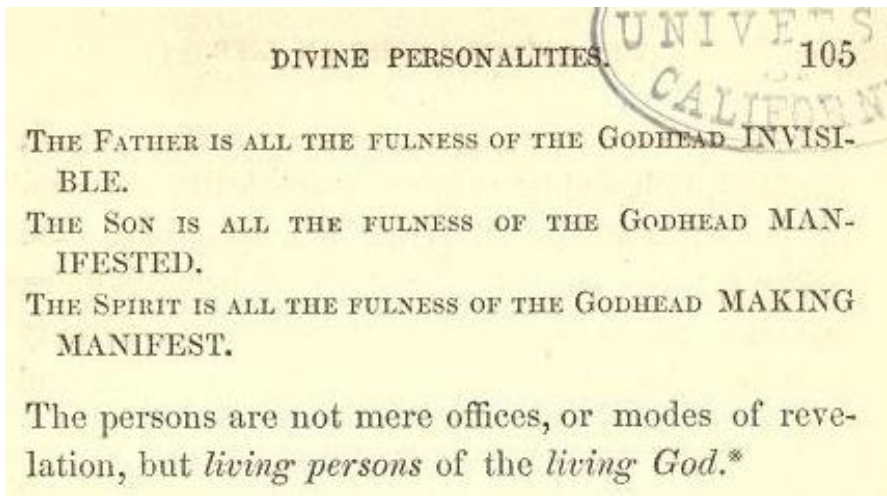 UNIVERS
CALIFORN
DIVINE PERSONALITIES. 105
THE FATHER IS ALL THE FULNESS OF THE GODHEAD INVISI-
BLE.
THE SON IS ALL THE FULNESS OF THE GODHEAD MAN-
IFESTED.
THE SPIRIT IS ALL THE FULNESS OF THE GODHEAD MAKING
MANIFEST.
The persons are not mere offices, or modes of reve-
lation, but living persons of the living God.*